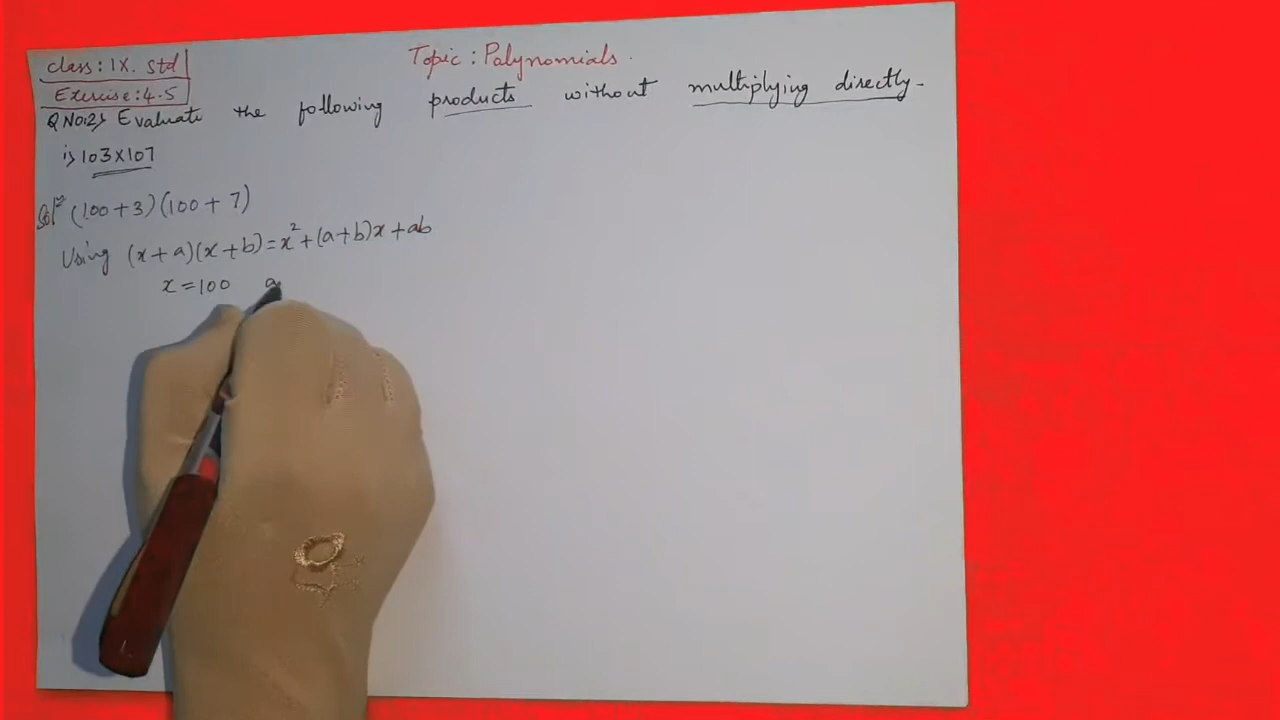 class: IX. std
Topic: Polynomials.
Exercise: 4.5
Q NO:2) Evaluate the following products without multiplying directly.
i) 103×107
Solⁿ (100+3)(100+7)
Using (x+a)(x+b)=x²+(a+b)x+ab
x=100 a